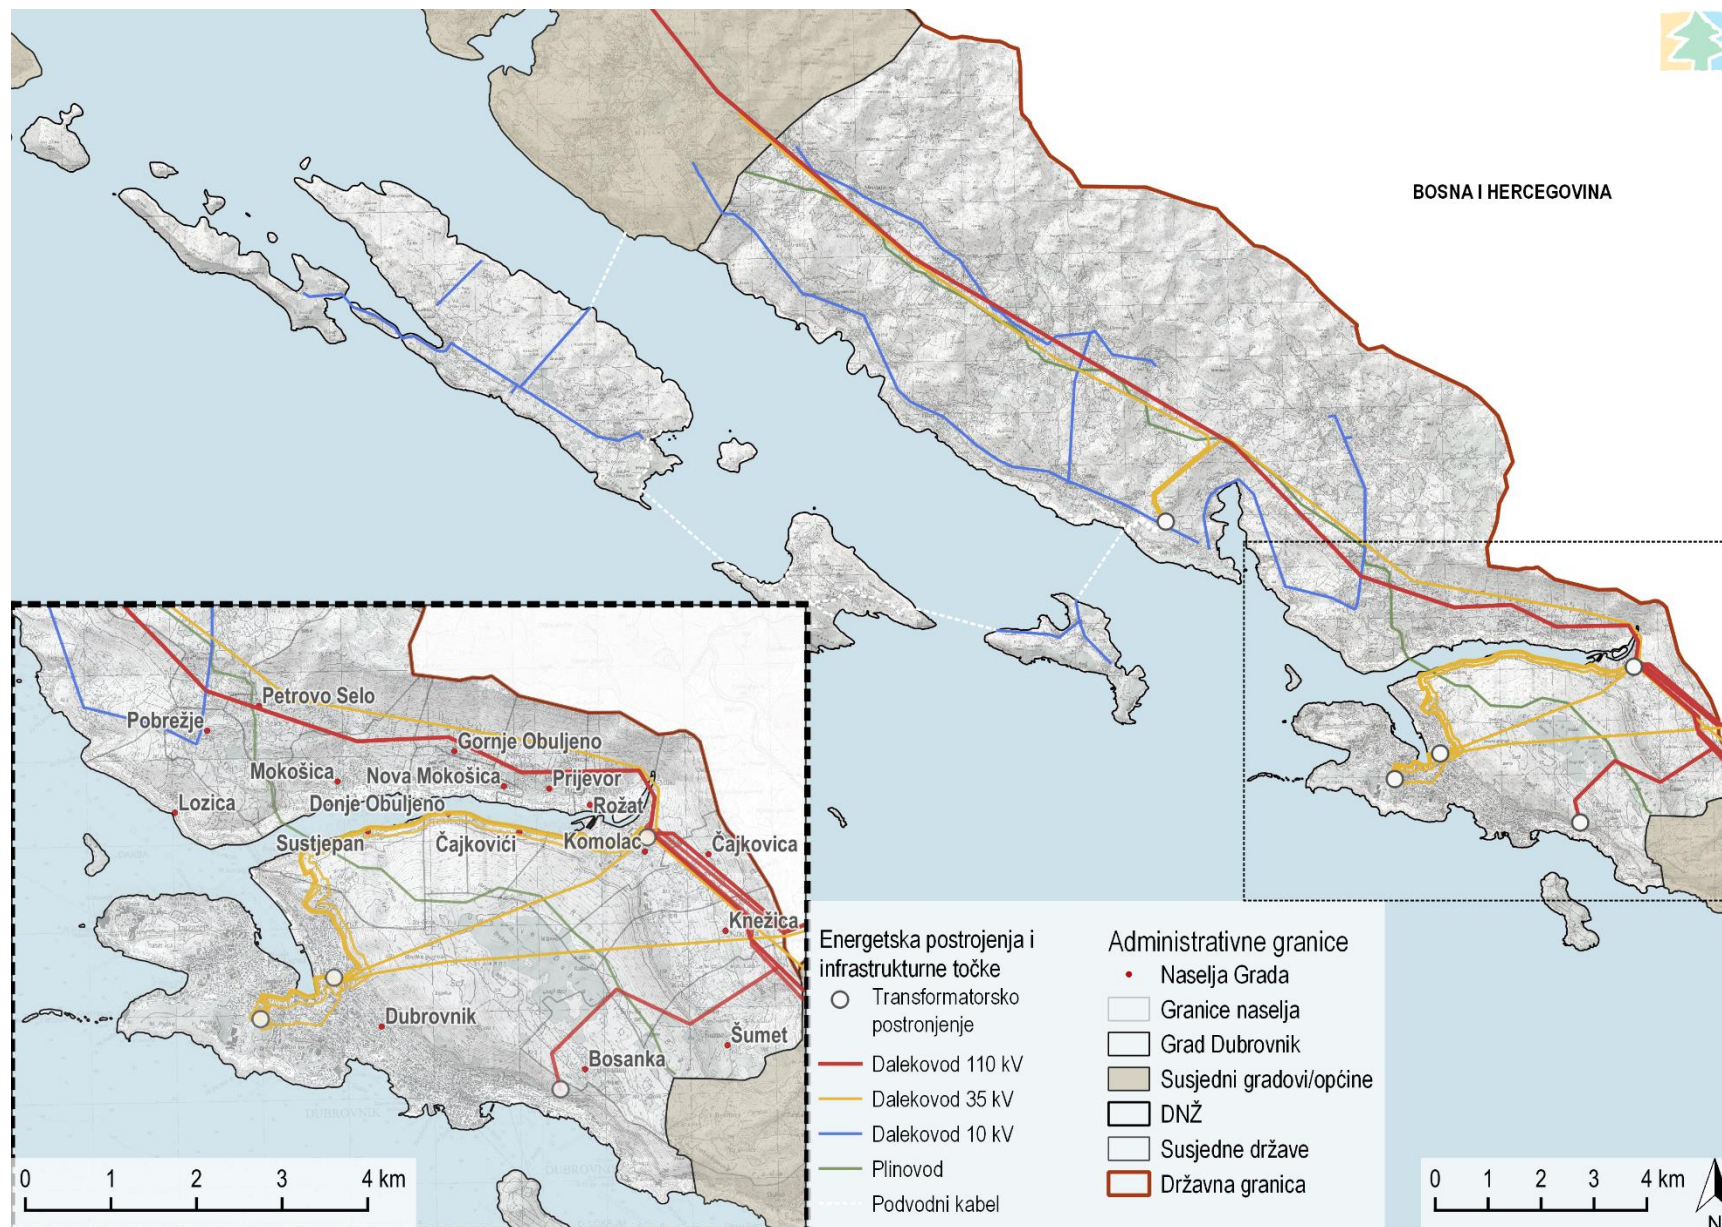 BOSNA I HERCEGOVINA
Petrovo Selo
Pobrežje
Gornje Obuljeno
Mokošica
Nova Mokošica
Prijevor
Lozica
Donje Obuljeno
Rožat
Sustjepan
Čajkovići
Komolac
Čajkovica
Knežica
Dubrovnik
Šumet
Bosanka
DUBROVNIK
0 1 2 3 4 km
Energetska postrojenja i
infrastrukturne točke
Transformatorsko
postronjenje
Dalekovod 110 kV
Dalekovod 35 kV
Dalekovod 10 kV
Plinovod
Podvodni kabel
Administrativne granice
Naselja Grada
Granice naselja
Grad Dubrovnik
Susjedni gradovi/općine
DNŽ
Susjedne države
Državna granica
0 1 2 3 4 km
N